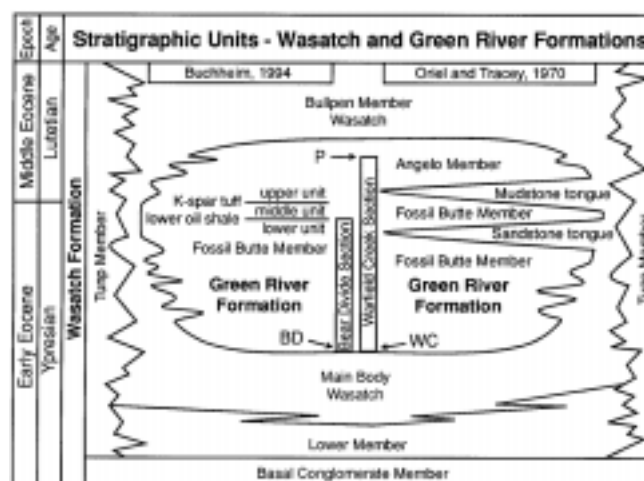 Epoch
Age
Stratigraphic Units - Wasatch and Green River Formations
Buchheim, 1994
Oriel and Tracey, 1970
Middle Eocene
Lutetian
Early Eocene
Ypresian
Wasatch Formation
Tunp Member
Bullpen Member
Wasatch
P
Angelo Member
K-spar tuff
upper unit
Mudstone tongue
lower oil shale
middle unit
Fossil Butte Member
lower unit
Sandstone tongue
Fossil Butte Member
Fossil Butte Member
Green River
Formation
Green River
Formation
Bear Divide Section
Warfield Creek Section
BD
WC
Main Body
Wasatch
Lower Member
Basal Conglomerate Member